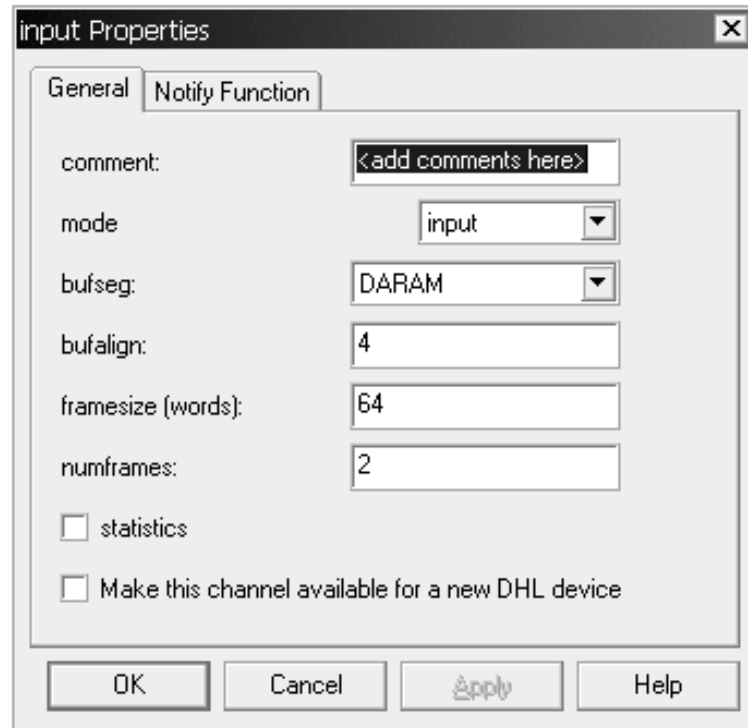 input Properties
General Notify Function
comment: <add comments here>
mode input
bufseg: DARAM
bufalign: 4
framesize (words): 64
numframes: 2
statistics
Make this channel available for a new DHL device
OK Cancel Apply Help